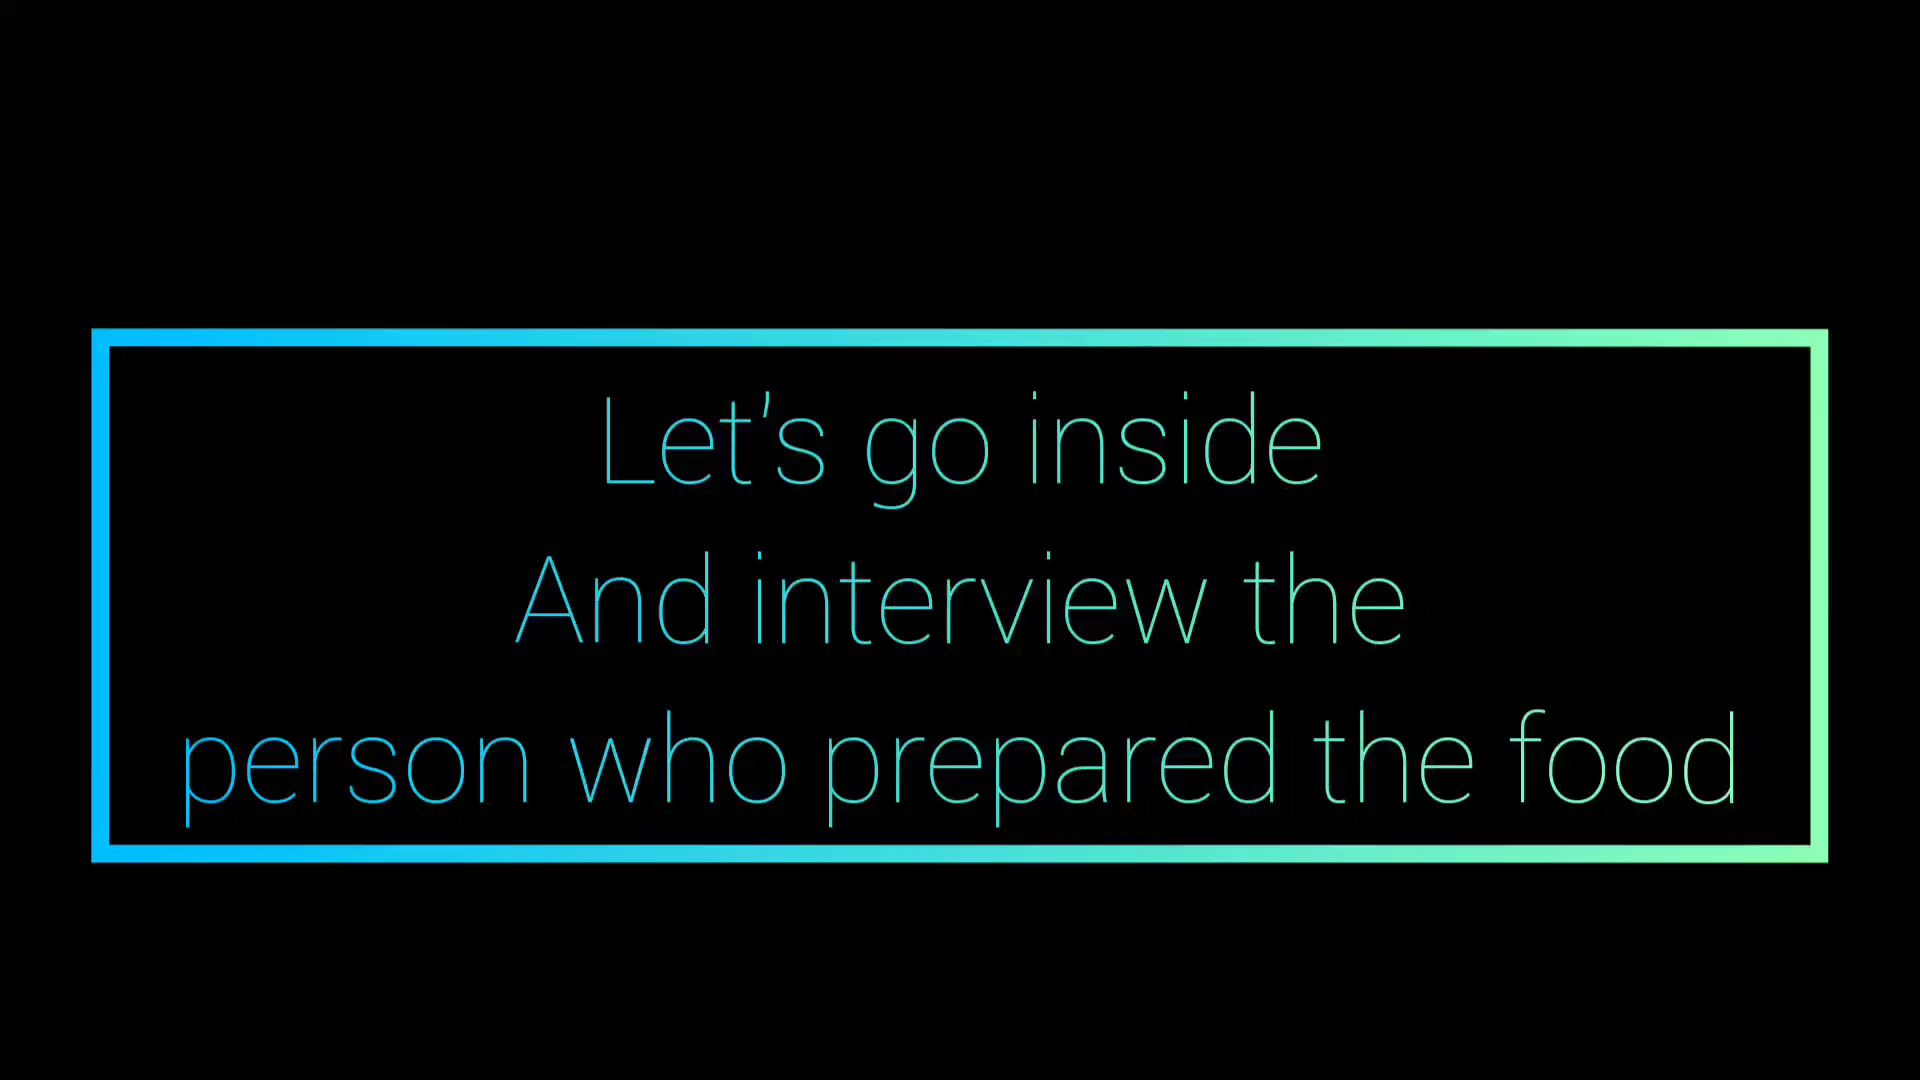 Let’s go inside
And interview the
person who prepared the food